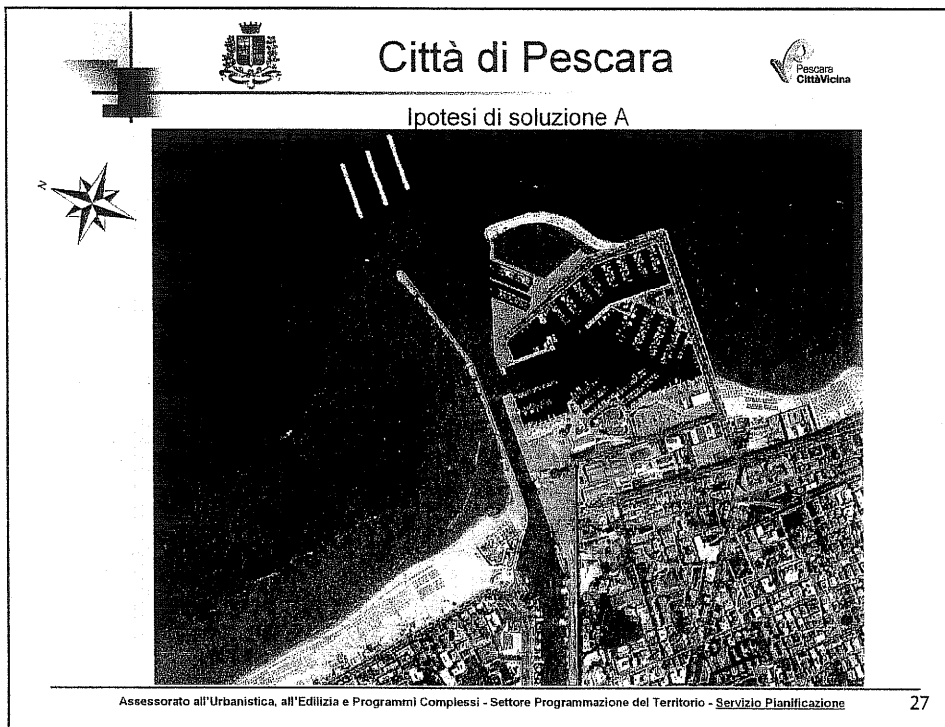 Città di Pescara
Pescara
CittàVicina
Ipotesi di soluzione A
N
Assessorato all'Urbanistica, all'Edilizia e Programmi Complessi - Settore Programmazione del Territorio - Servizio Pianificazione
27